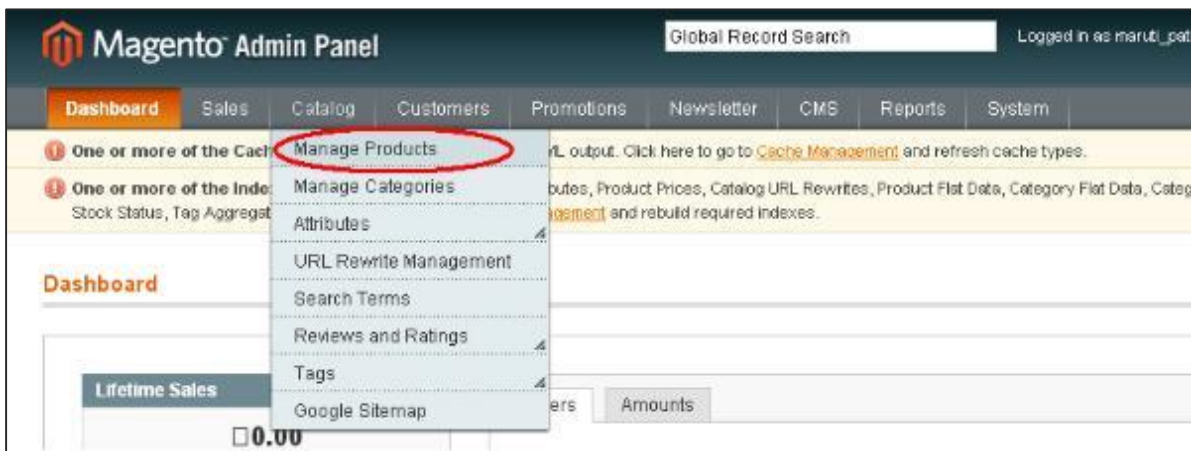 Magento Admin Panel
Global Record Search
Logged in as maruti_pat
Dashboard Sales Catalog Customers Promotions Newsletter CMS Reports System
One or more of the Cach
ML output. Click here to go to Cache Management and refresh cache types.
One or more of the Inde
butes, Product Prices, Catalog URL Rewrites, Product Flat Data, Category Flat Data, Categ
Stock Status, Tag Aggregat
agement and rebuild required indexes.
Manage Products
Manage Categories
Attributes
URL Rewrite Management
Search Terms
Reviews and Ratings
Tags
Google Sitemap
Dashboard
Lifetime Sales
0.00
ers Amounts